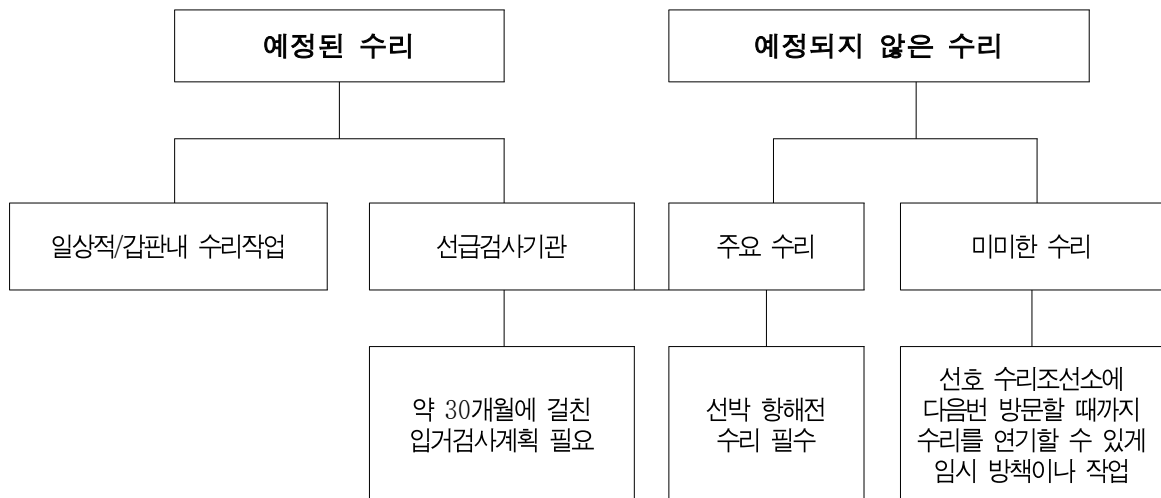 예정된 수리
예정되지 않은 수리
일상적/갑판내 수리작업
선급검사기관
주요 수리
미미한 수리
약 30개월에 걸친
입거검사계획 필요
선박 항해전
수리 필수
선호 수리조선소에
다음번 방문할 때까지
수리를 연기할 수 있게
임시 방책이나 작업